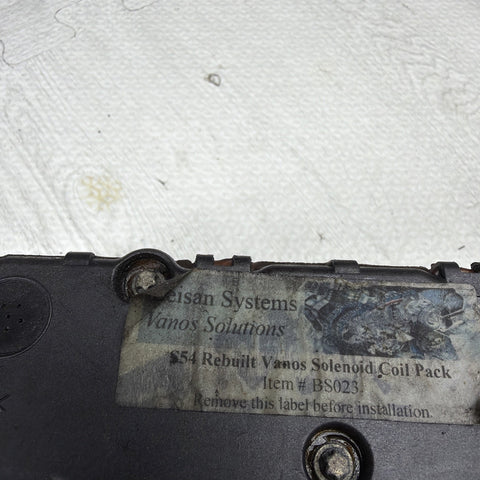 eisan Systems
Vanos Solutions
S54 Rebuilt Vanos Solenoid Coil Pack
Item # BS023
Remove this label before installation.